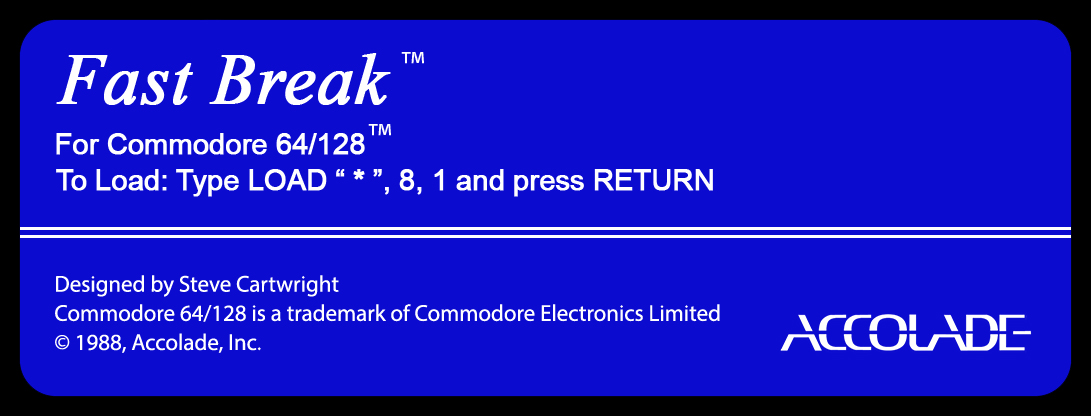 Fast Break™
For Commodore 64/128™
To Load: Type LOAD “ * ”, 8, 1 and press RETURN
Designed by Steve Cartwright
Commodore 64/128 is a trademark of Commodore Electronics Limited
© 1988, Accolade, Inc.
ACCOLADE